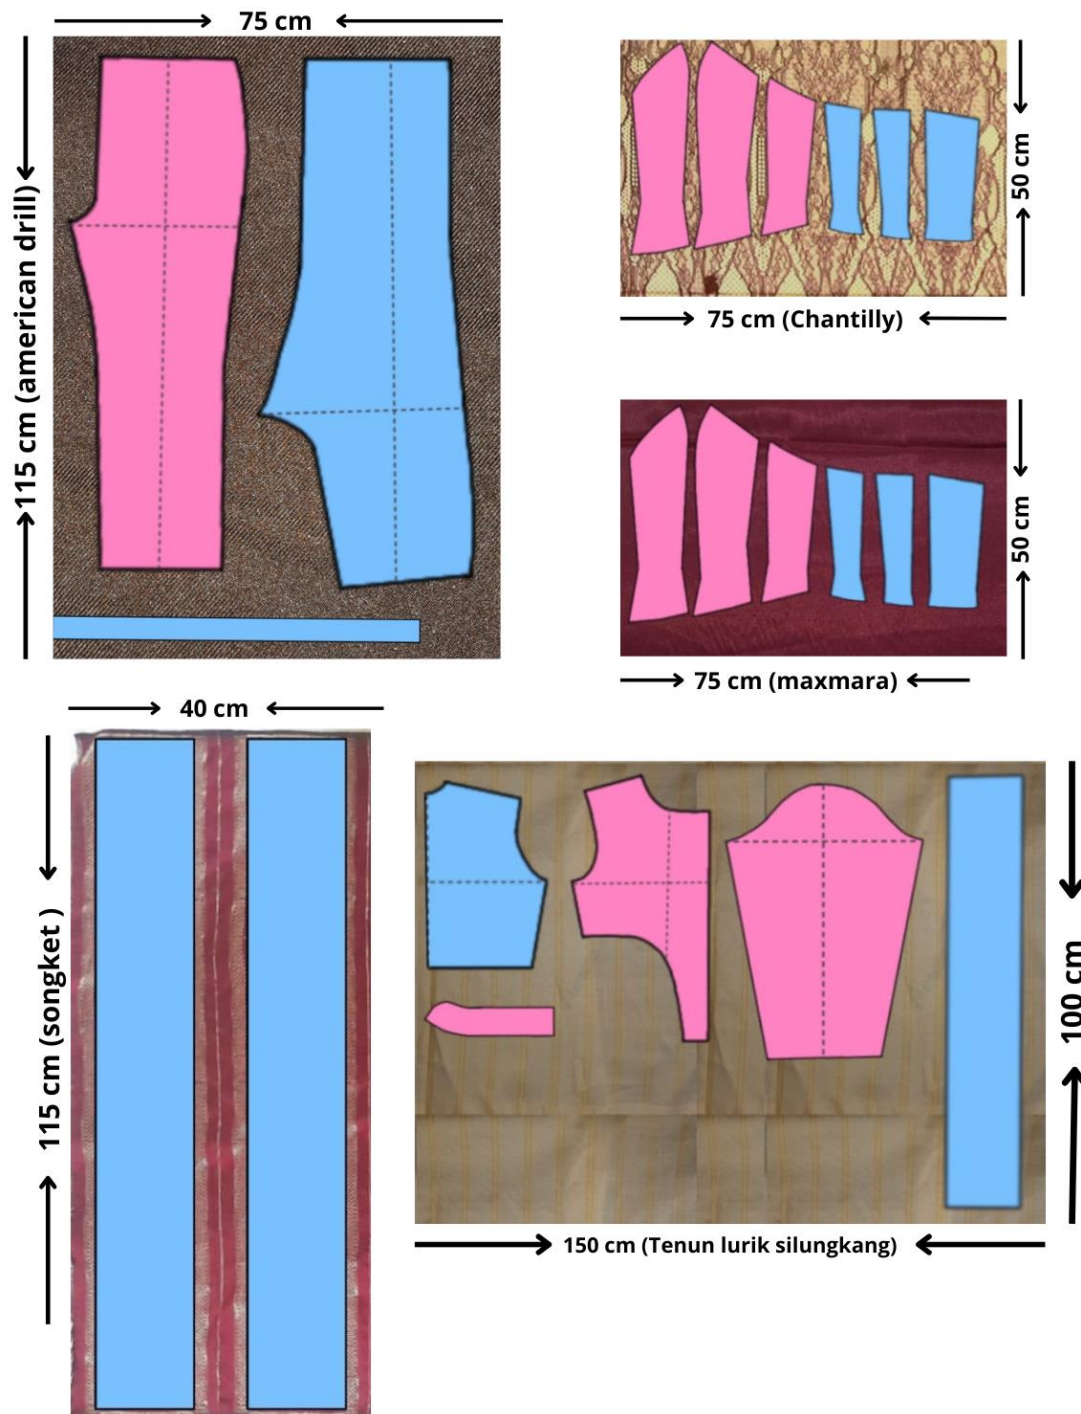 75 cm
115 cm (american drill)
50 cm
75 cm (Chantilly)
50 cm
75 cm (maxmara)
40 cm
115 cm (songket )
100 cm
150 cm (Tenun lurik silungkang)